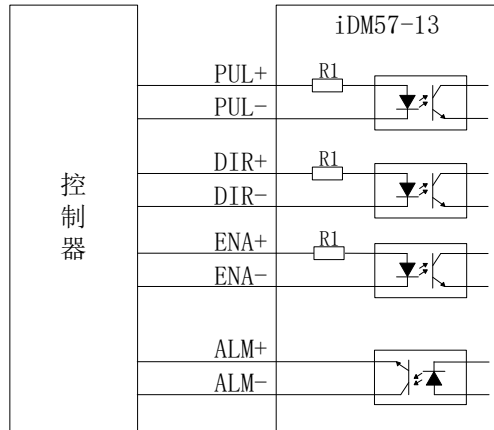 iDM57-13
PUL+ R1
PUL-
DIR+ R1
DIR-
ENA+ R1
ENA-
ALM+
ALM-
控
制
器